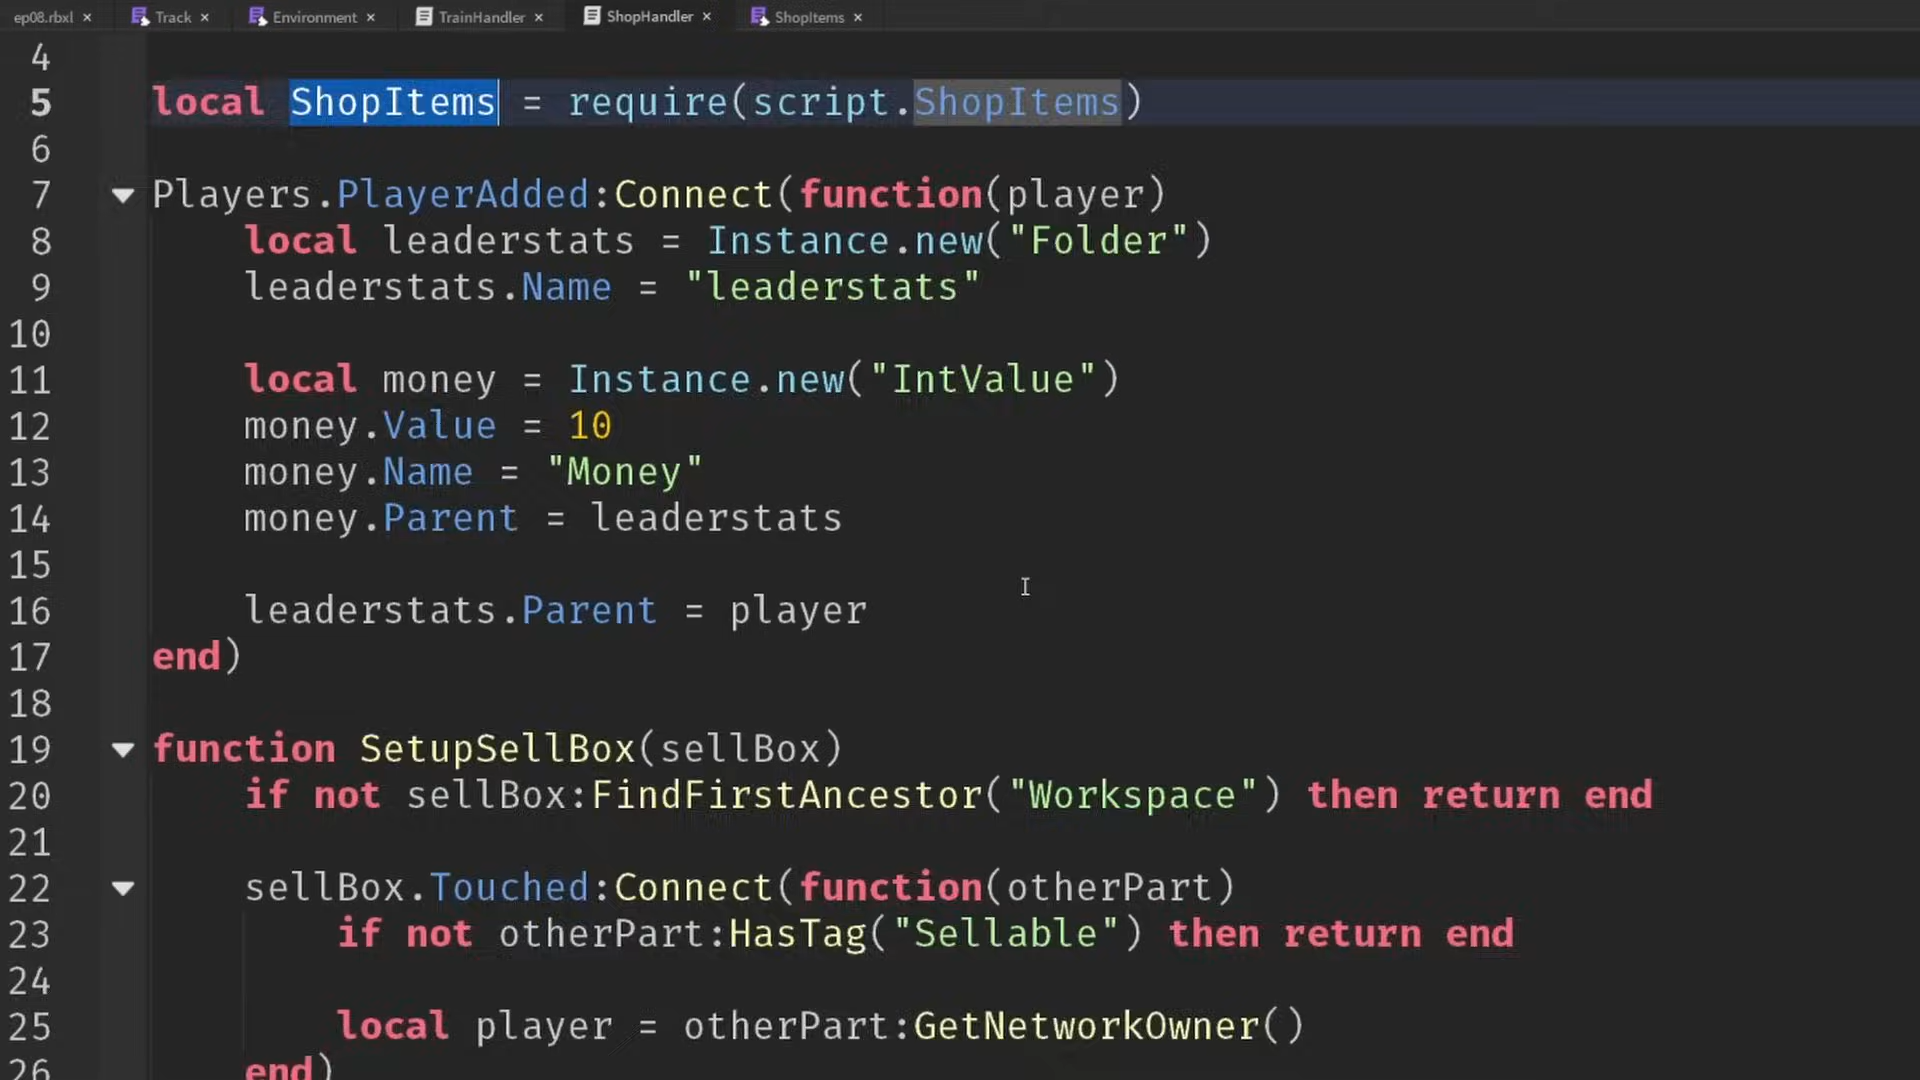 ep08.rbxl × Track × Environment × TrainHandler × ShopHandler × ShopItems ×
4
5 local ShopItems = require(script.ShopItems)
6
7 Players.PlayerAdded:Connect(function(player)
8 local leaderstats = Instance.new("Folder")
9 leaderstats.Name = "leaderstats"
10
11 local money = Instance.new("IntValue")
12 money.Value = 10
13 money.Name = "Money"
14 money.Parent = leaderstats
15
16 leaderstats.Parent = player
17 end)
18
19 function SetupSellBox(sellBox)
20 if not sellBox:FindFirstAncestor("Workspace") then return end
21
22 sellBox.Touched:Connect(function(otherPart)
23 if not otherPart:HasTag("Sellable") then return end
24
25 local player = otherPart:GetNetworkOwner()
26 end)